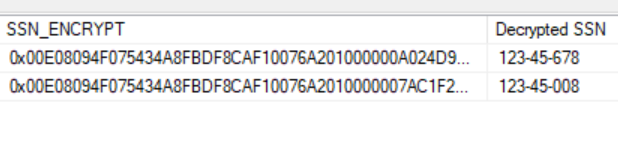 SSN_ENCRYPT Decrypted SSN
0x00E08094F075434A8FBDF8CAF10076A201000000A024D9... 123-45-678
0x00E08094F075434A8FBDF8CAF10076A2010000007AC1F2... 123-45-008